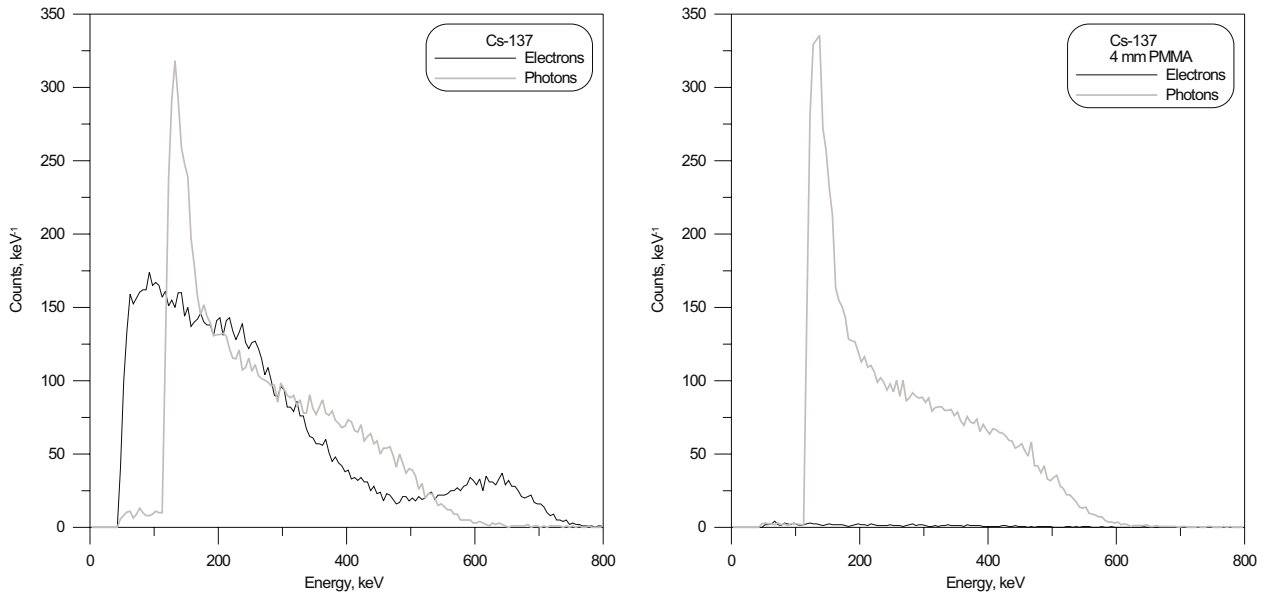 350
300
250
200
150
100
50
0
Counts, keV-1
Cs-137
Electrons
Photons
0 200 400 600 800
Energy, keV
350
300
250
200
150
100
50
0
Counts, keV-1
Cs-137
4 mm PMMA
Electrons
Photons
0 200 400 600 800
Energy, keV